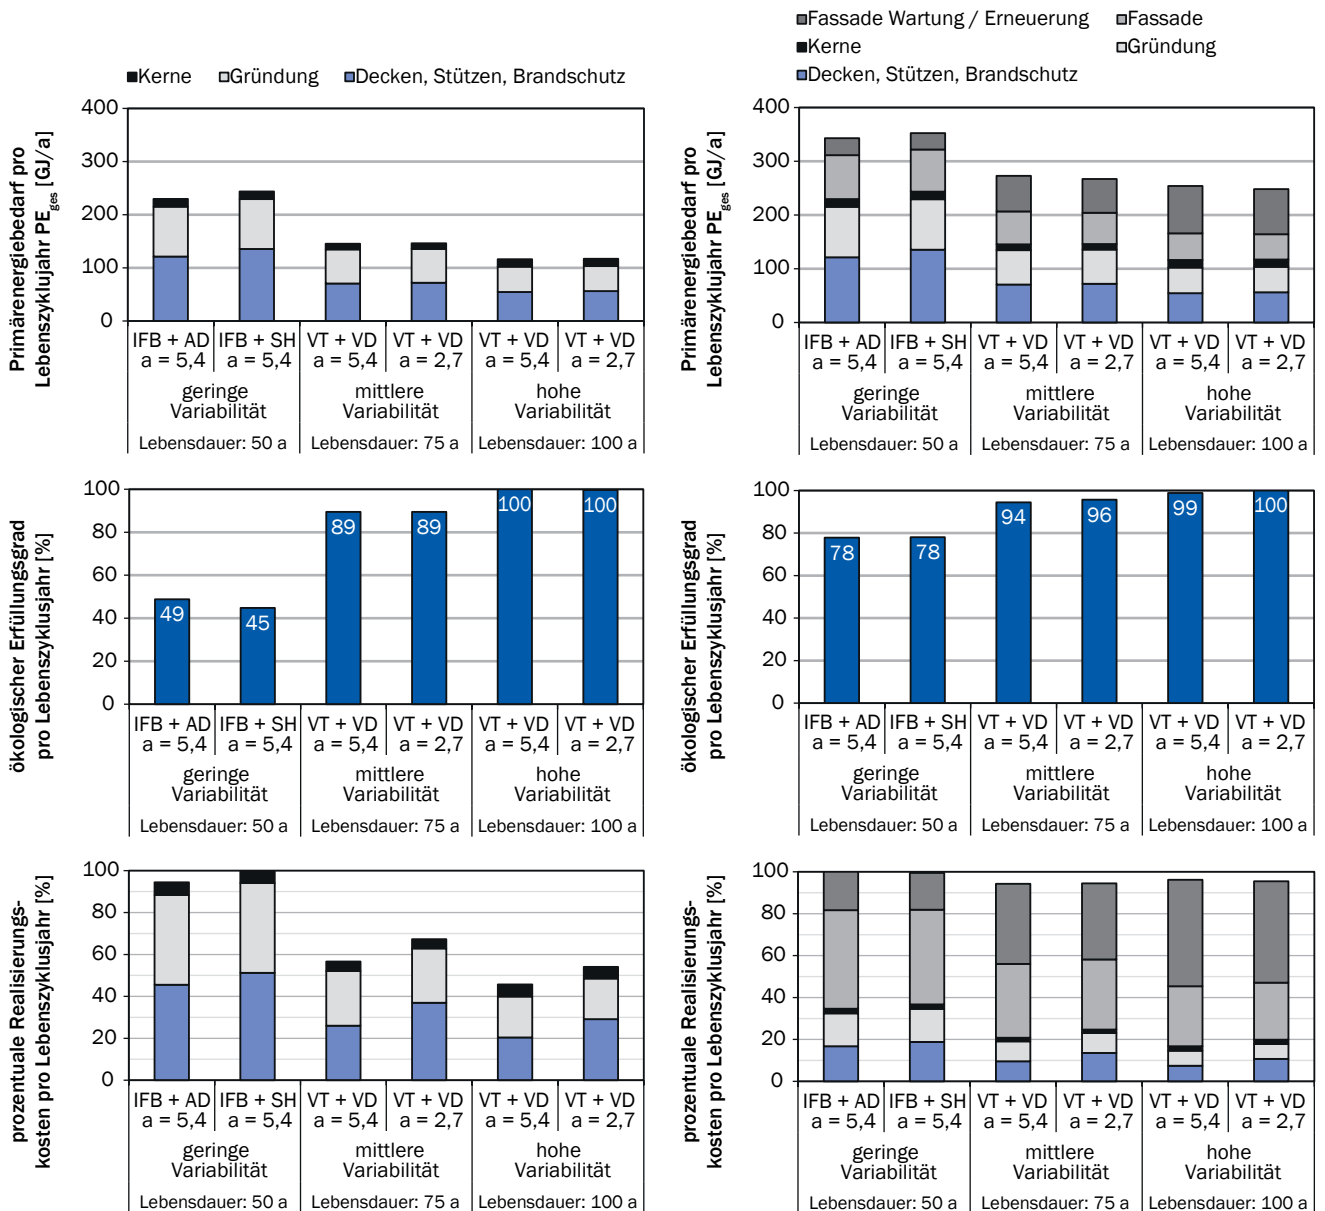 Kerne Gründung Decken, Stützen, Brandschutz
Primärenergiebedarf pro
Lebenszyklujahr PEges [GJ/a]
400
300
200
100
0
IFB + AD IFB + SH VT + VD VT + VD VT + VD VT + VD
a = 5,4 a = 5,4 a = 5,4 a = 2,7 a = 5,4 a = 2,7
geringe mittlere hohe
Variabilität Variabilität Variabilität
Lebensdauer: 50 a Lebensdauer: 75 a Lebensdauer: 100 a
Fassade Wartung / Erneuerung Fassade
Kerne Gründung
Decken, Stützen, Brandschutz
Primärenergiebedarf pro
Lebenszyklujahr PEges [GJ/a]
400
300
200
100
0
IFB + AD IFB + SH VT + VD VT + VD VT + VD VT + VD
a = 5,4 a = 5,4 a = 5,4 a = 2,7 a = 5,4 a = 2,7
geringe mittlere hohe
Variabilität Variabilität Variabilität
Lebensdauer: 50 a Lebensdauer: 75 a Lebensdauer: 100 a
ökologischer Erfüllungsgrad
pro Lebenszyklusjahr [%]
100
80
60
40
20
0
49 45 89 89 100 100
IFB + AD IFB + SH VT + VD VT + VD VT + VD VT + VD
a = 5,4 a = 5,4 a = 5,4 a = 2,7 a = 5,4 a = 2,7
geringe mittlere hohe
Variabilität Variabilität Variabilität
Lebensdauer: 50 a Lebensdauer: 75 a Lebensdauer: 100 a
ökologischer Erfüllungsgrad
pro Lebenszyklusjahr [%]
100
80
60
40
20
0
78 78 94 96 99 100
IFB + AD IFB + SH VT + VD VT + VD VT + VD VT + VD
a = 5,4 a = 5,4 a = 5,4 a = 2,7 a = 5,4 a = 2,7
geringe mittlere hohe
Variabilität Variabilität Variabilität
Lebensdauer: 50 a Lebensdauer: 75 a Lebensdauer: 100 a
prozentuale Realisierungs-
kosten pro Lebenszyklusjahr [%]
100
80
60
40
20
0
IFB + AD IFB + SH VT + VD VT + VD VT + VD VT + VD
a = 5,4 a = 5,4 a = 5,4 a = 2,7 a = 5,4 a = 2,7
geringe mittlere hohe
Variabilität Variabilität Variabilität
Lebensdauer: 50 a Lebensdauer: 75 a Lebensdauer: 100 a
prozentuale Realisierungs-
kosten pro Lebenszyklusjahr [%]
100
80
60
40
20
0
IFB + AD IFB + SH VT + VD VT + VD VT + VD VT + VD
a = 5,4 a = 5,4 a = 5,4 a = 2,7 a = 5,4 a = 2,7
geringe mittlere hohe
Variabilität Variabilität Variabilität
Lebensdauer: 50 a Lebensdauer: 75 a Lebensdauer: 100 a